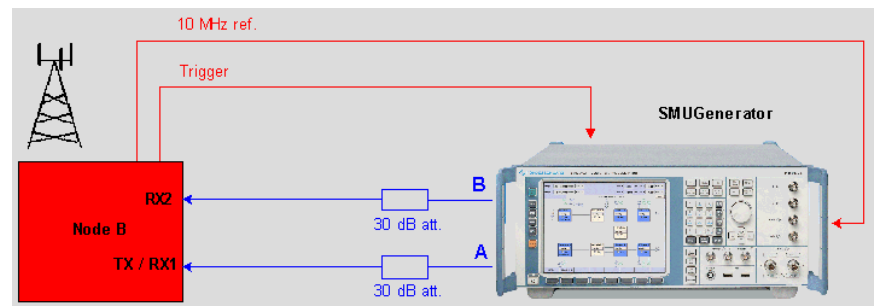 10 MHz ref.
Trigger
SMUGenerator
B
RX2
30 dB att.
Node B
A
TX / RX1
30 dB att.